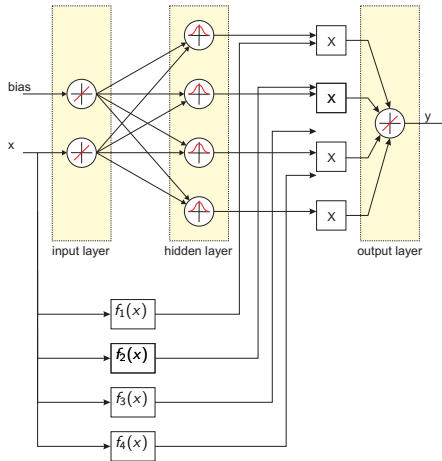 X
bias
X
x
y
X
X
input layer
hidden layer
output layer
f₁(x)
f₂(x)
f₃(x)
f₄(x)